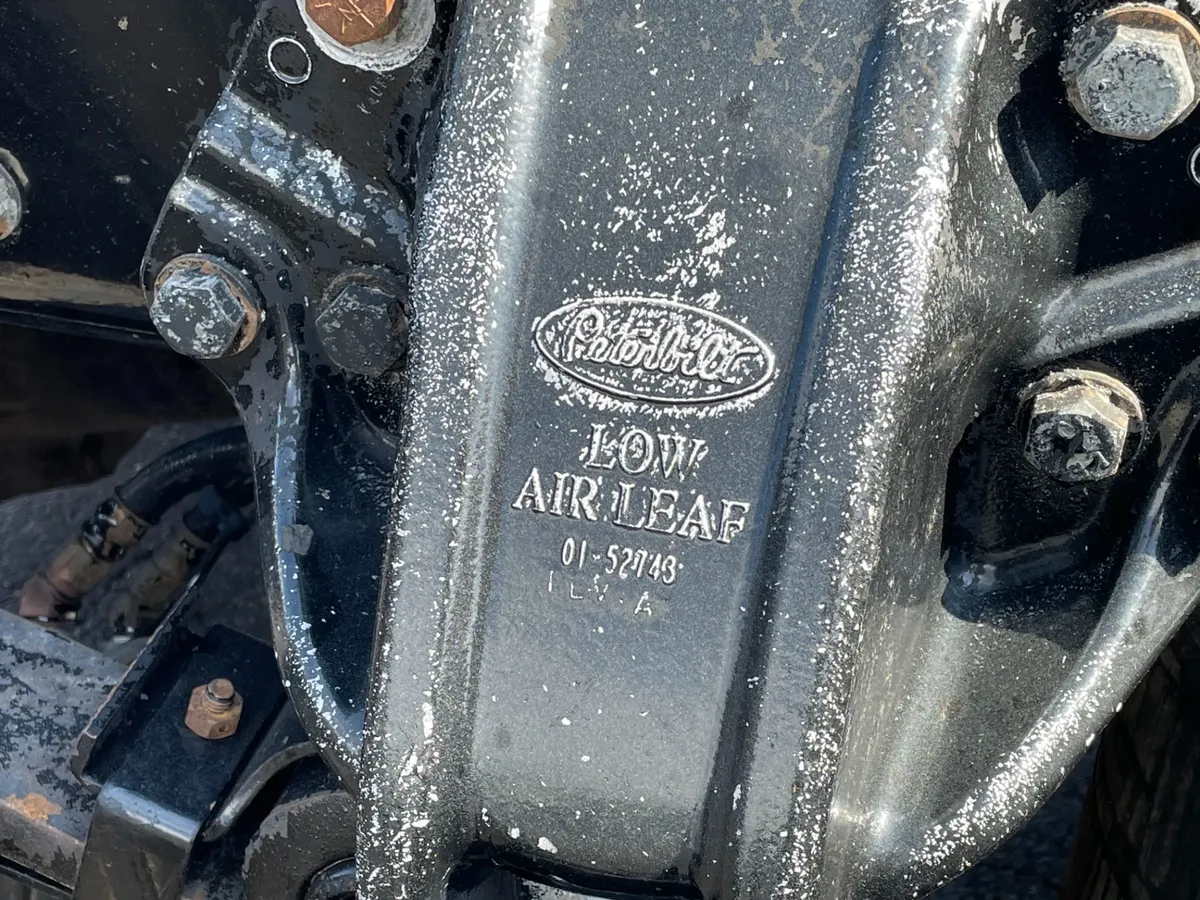 Peterbilt
LOW
AIR LEAF
01-52743